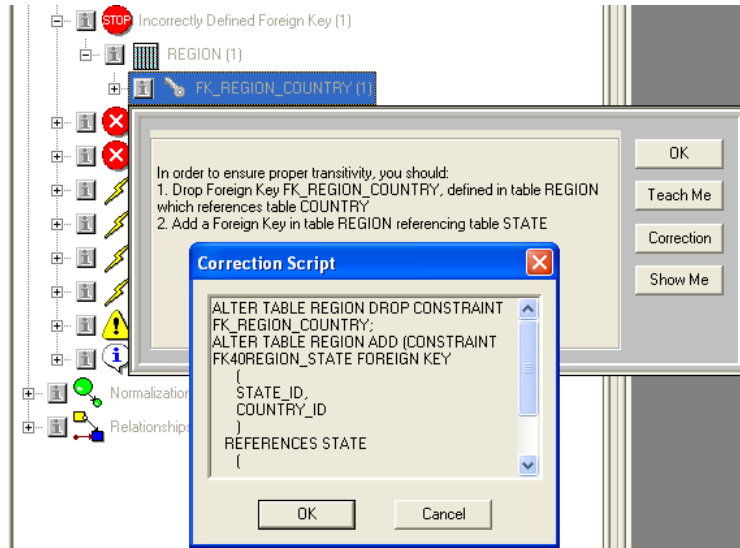 STOP Incorrectly Defined Foreign Key (1)
REGION (1)
FK_REGION_COUNTRY (1)
In order to ensure proper transitivity, you should:
1. Drop Foreign Key FK_REGION_COUNTRY, defined in table REGION
which references table COUNTRY
2. Add a Foreign Key in table REGION referencing table STATE
OK
Teach Me
Correction
Show Me
Correction Script
ALTER TABLE REGION DROP CONSTRAINT
FK_REGION_COUNTRY;
ALTER TABLE REGION ADD (CONSTRAINT
FK40REGION_STATE FOREIGN KEY
(
STATE_ID,
COUNTRY_ID
)
REFERENCES STATE
(
OK
Cancel
Normalization
Relationships